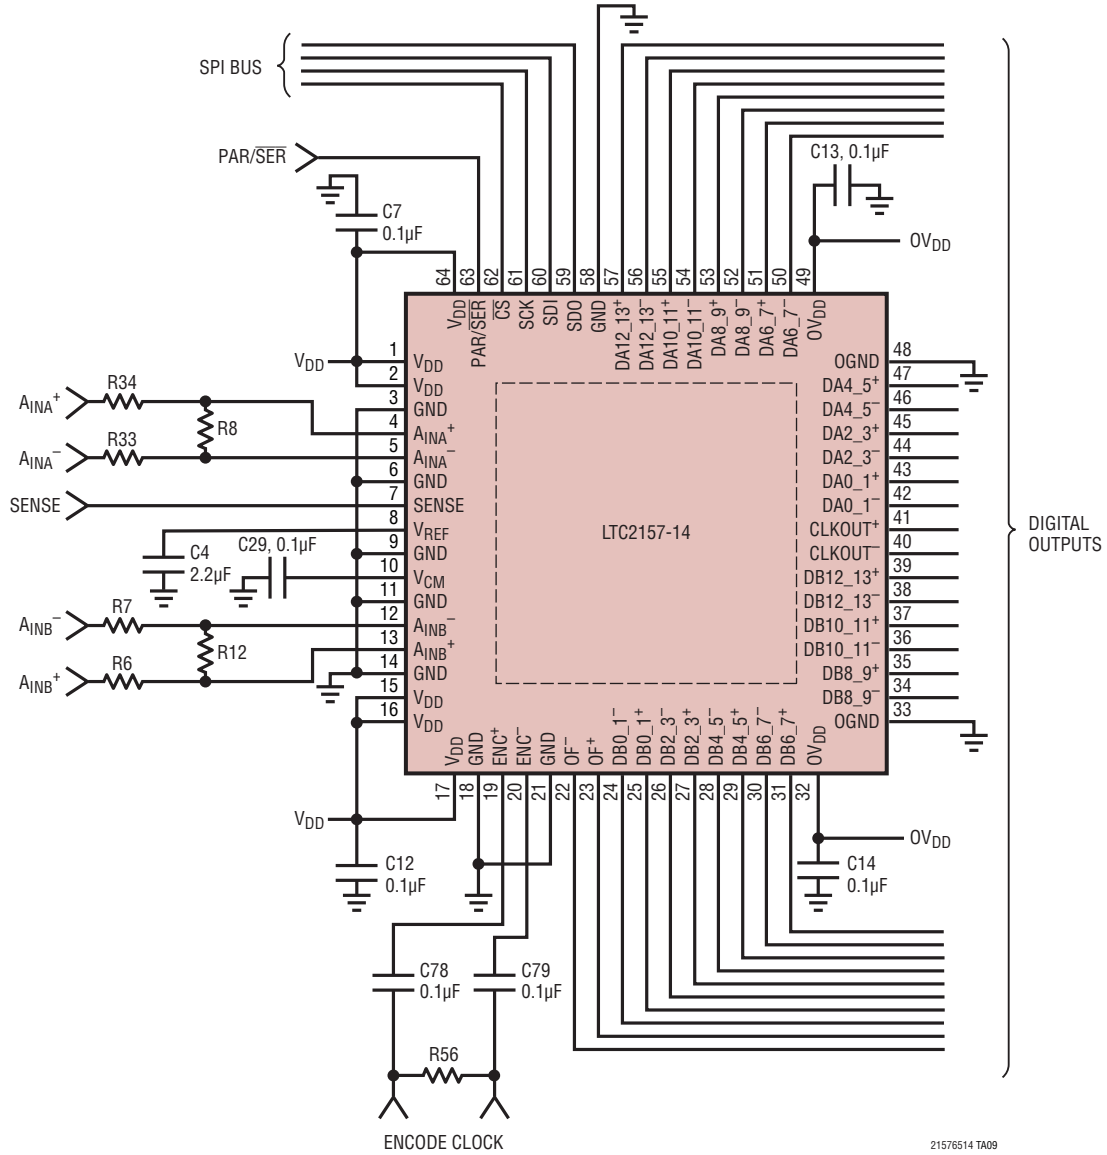 SPI BUS
PAR/SER
C7
0.1µF
C13, 0.1µF
OVDD
64
63
62
61
60
59
58
57
56
55
54
53
52
51
50
49
VDD
PAR/SER
CS
SCK
SDI
SDO
GND
DA12_13+
DA12_13–
DA10_11+
DA10_11–
DA8_9+
DA8_9–
DA6_7+
DA6_7–
OVDD
VDD
1 VDD
2 VDD
3 GND
4 AINA+
5 AINA–
6 GND
7 SENSE
8 VREF
9 GND
10 VCM
11 GND
12 AINB–
13 AINB+
14 GND
15 VDD
16 VDD
AINA+
R34
R8
AINA–
R33
SENSE
C4
2.2µF
C29, 0.1µF
AINB–
R7
R12
AINB+
R6
LTC2157-14
OGND 48
DA4_5+ 47
DA4_5– 46
DA2_3+ 45
DA2_3– 44
DA0_1+ 43
DA0_1– 42
CLKOUT+ 41
CLKOUT– 40
DB12_13+ 39
DB12_13– 38
DB10_11+ 37
DB10_11– 36
DB8_9+ 35
DB8_9– 34
OGND 33
DIGITAL
OUTPUTS
VDD
GND
ENC+
ENC–
GND
OF–
OF+
DB0_1–
DB0_1+
DB2_3–
DB2_3+
DB4_5–
DB4_5+
DB6_7–
DB6_7+
OVDD
17
18
19
20
21
22
23
24
25
26
27
28
29
30
31
32
VDD
OVDD
C12
0.1µF
C14
0.1µF
C78
0.1µF
C79
0.1µF
R56
ENCODE CLOCK
21576514 TA09